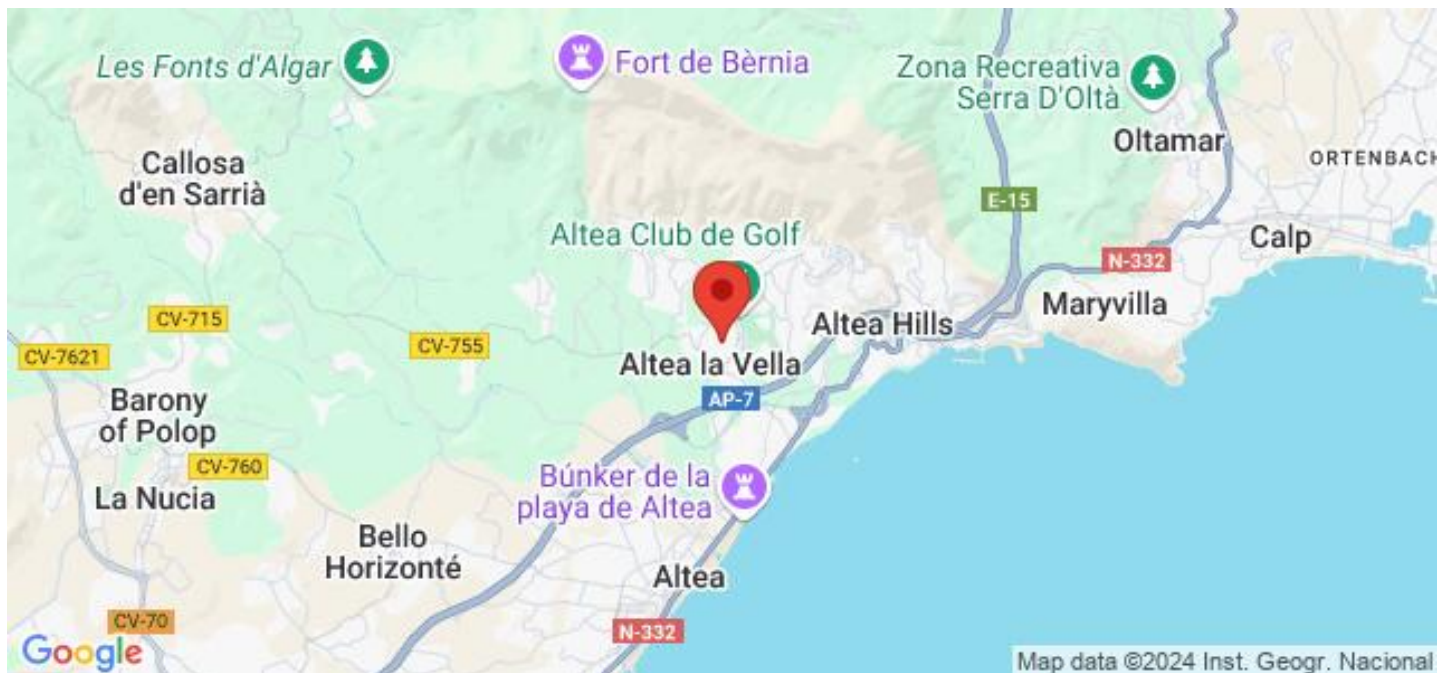 Les Fonts d'Algar
Fort de Bèrnia
Zona Recreativa
Serra D'Oltà
Oltamar
ORTENBACH
Callosa
d'en Sarrià
E-15
Altea Club de Golf
Calp
N-332
Maryvilla
CV-715
Altea Hills
CV-7621
CV-755
Altea la Vella
AP-7
Barony
of Polop
CV-760
La Nucia
Búnker de la
playa de Altea
Bello
Horizonté
Altea
CV-70
N-332
Google
Map data ©2024 Inst. Geogr. Nacional